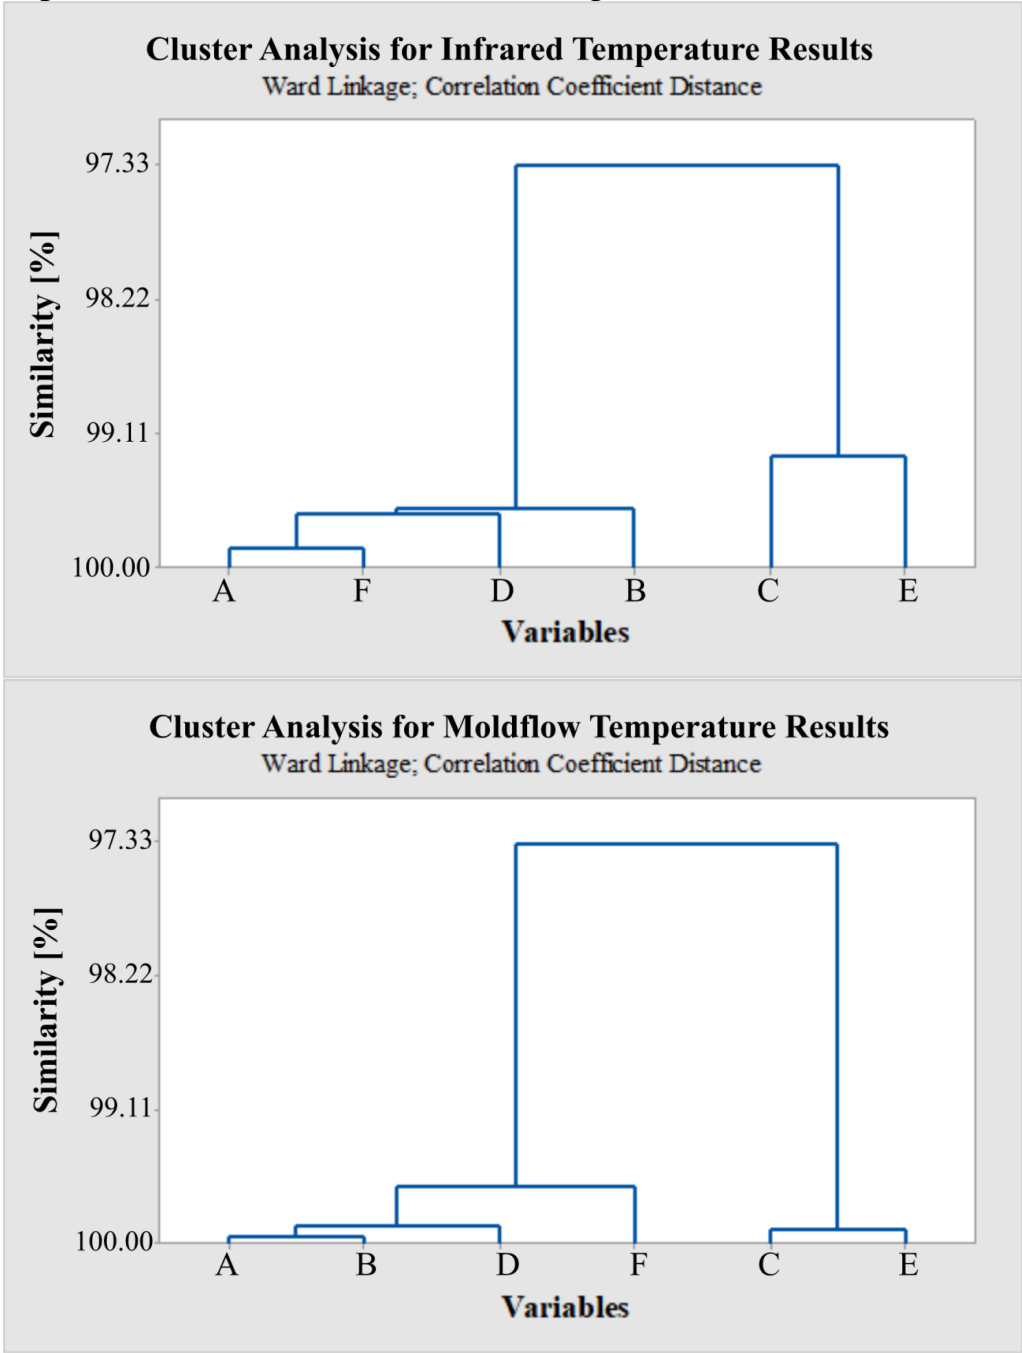 Cluster Analysis for Infrared Temperature Results
Ward Linkage; Correlation Coefficient Distance
97.33
98.22
99.11
100.00
Similarity [%]
A F D B C E
Variables
Cluster Analysis for Moldflow Temperature Results
Ward Linkage; Correlation Coefficient Distance
97.33
98.22
99.11
100.00
Similarity [%]
A B D F C E
Variables